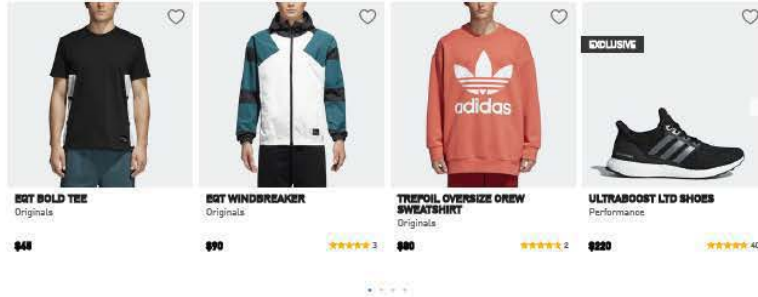 EXCLUSIVE
adidas
EQT BOLD TEE
Originals
$45
EQT WINDBREAKER
Originals
$90
3
TREFOIL OVERSIZE CREW
SWEATSHIRT
Originals
$80
2
ULTRABOOST LTD SHOES
Performance
$220
40